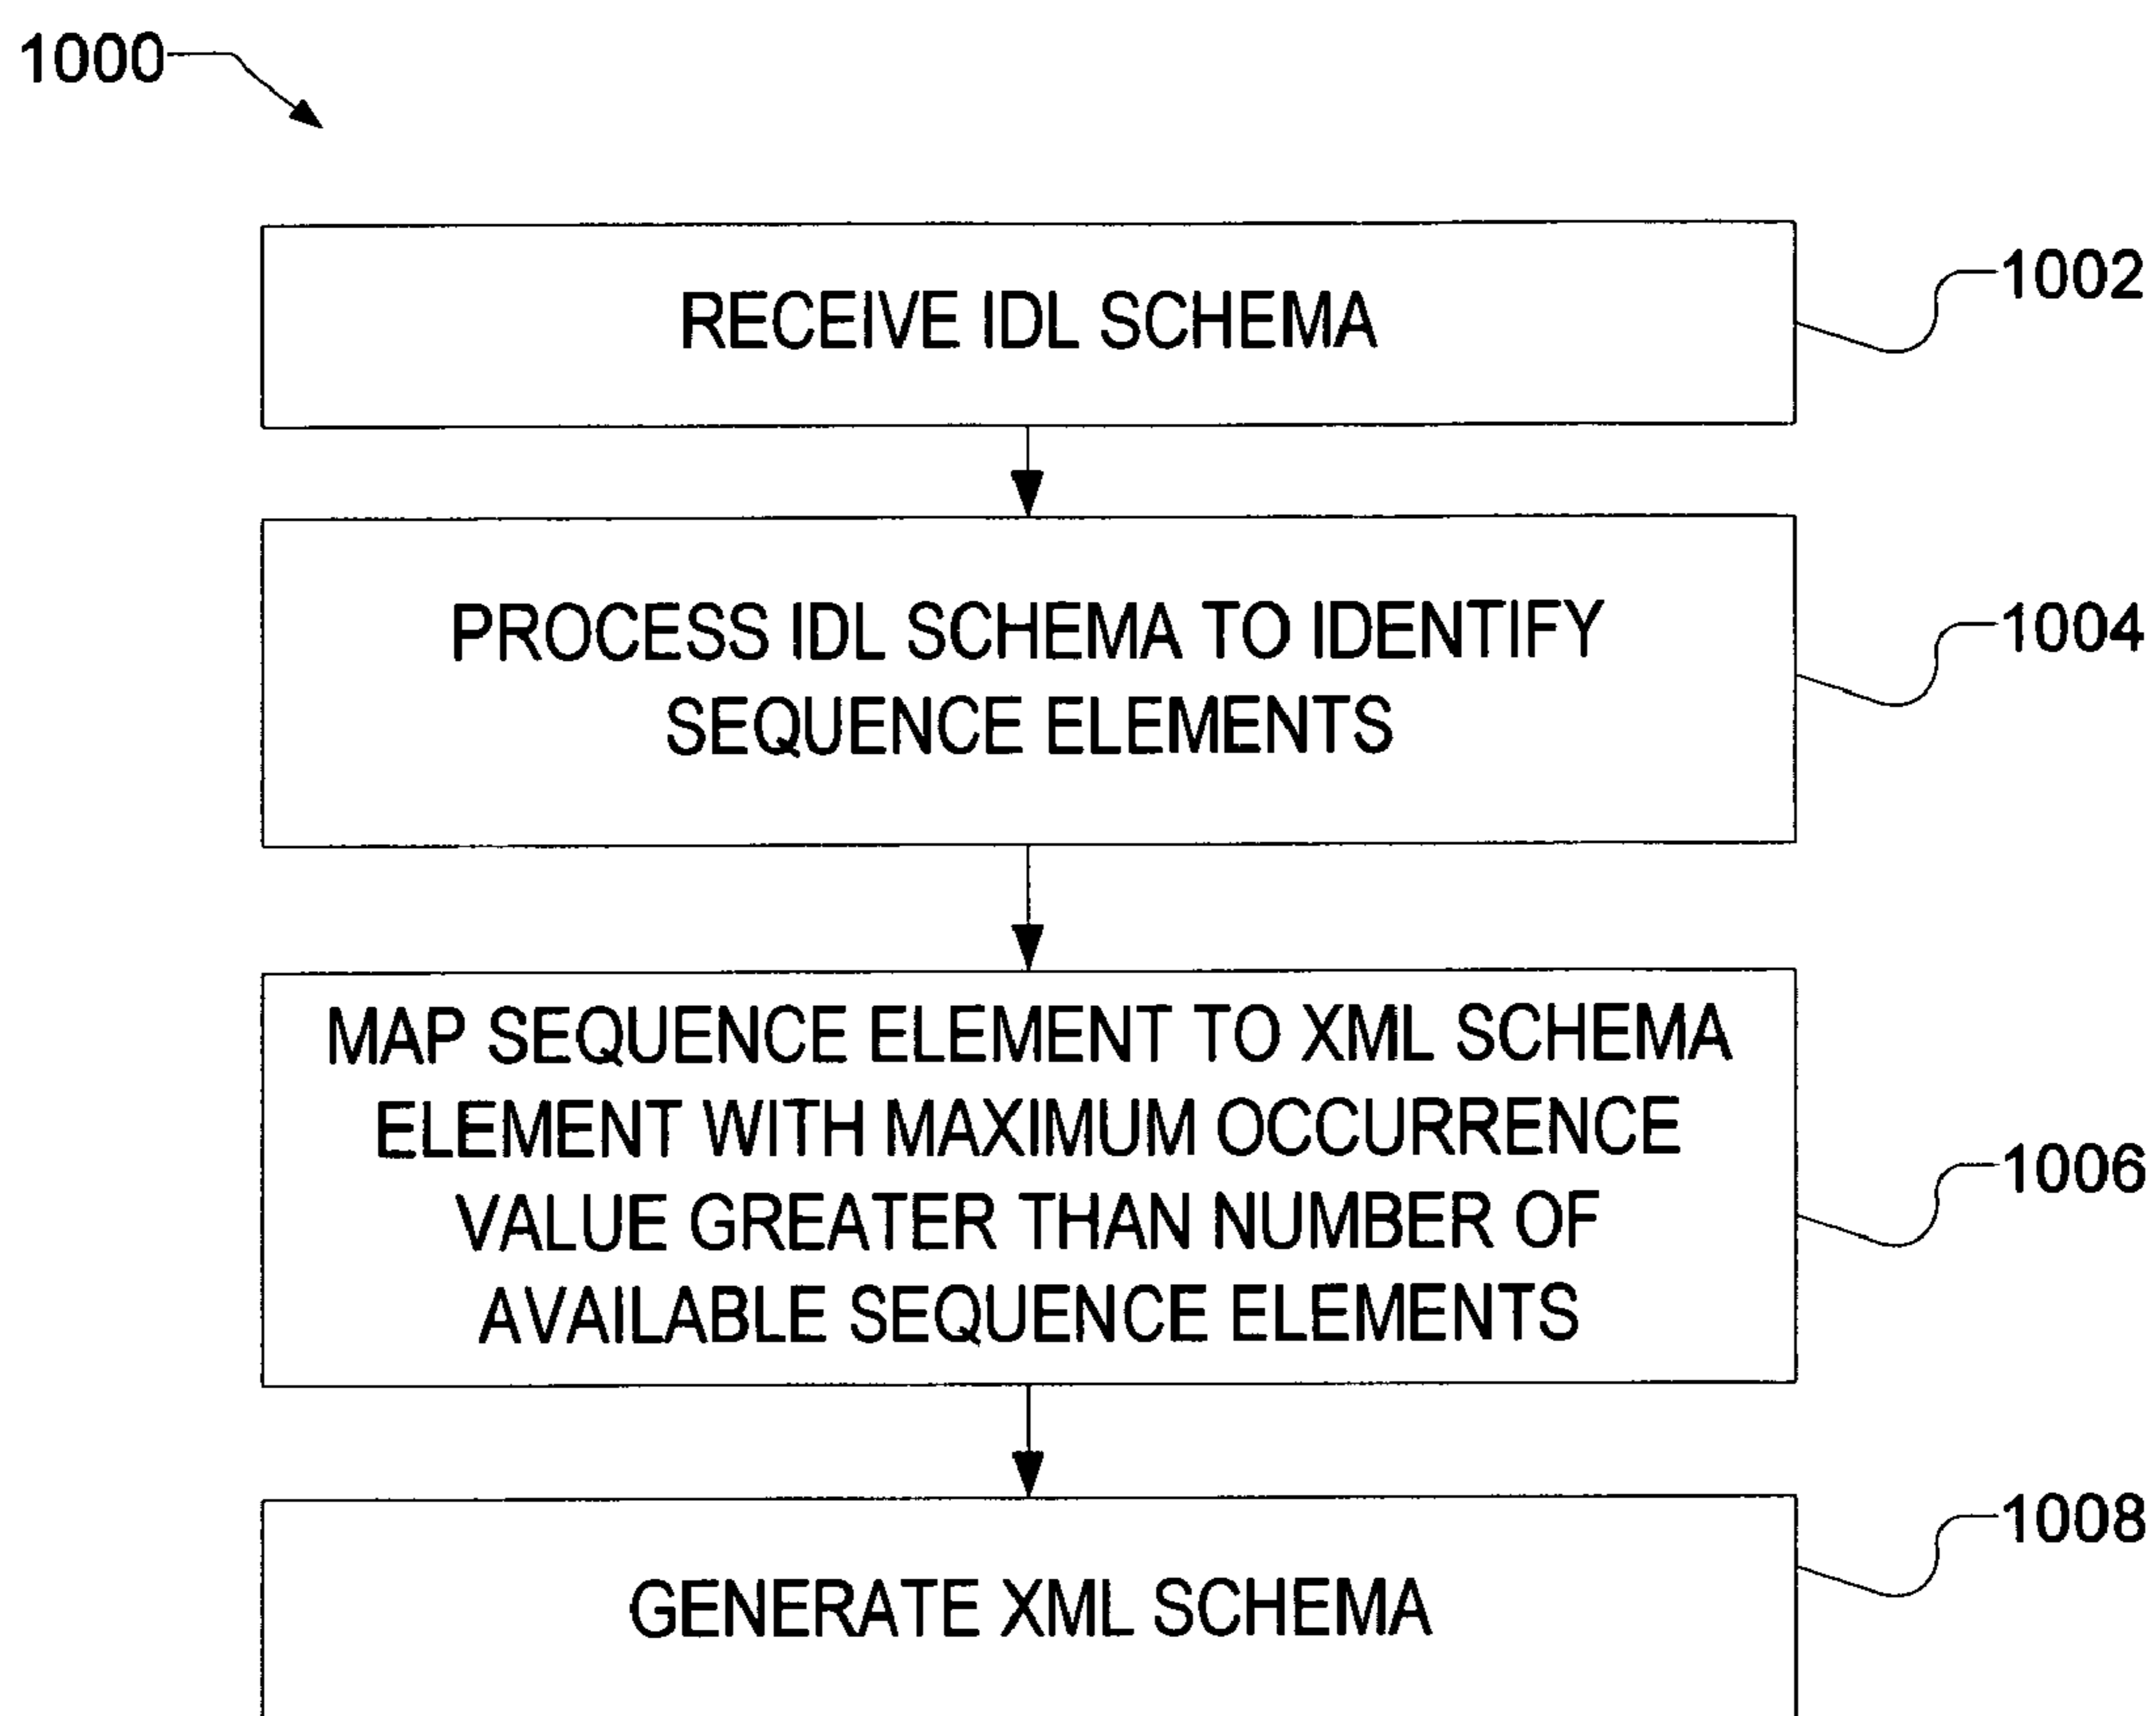 1000
RECEIVE IDL SCHEMA
1002
PROCESS IDL SCHEMA TO IDENTIFY
SEQUENCE ELEMENTS
1004
MAP SEQUENCE ELEMENT TO XML SCHEMA
ELEMENT WITH MAXIMUM OCCURRENCE
VALUE GREATER THAN NUMBER OF
AVAILABLE SEQUENCE ELEMENTS
1006
GENERATE XML SCHEMA
1008